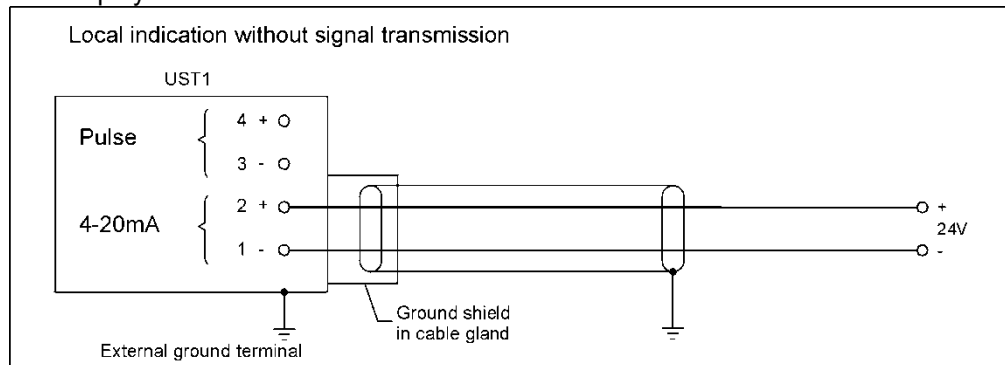 Local indication without signal transmission
UST1
Pulse
4 + 
3 -
4-20mA
2 +
1 -
+
24V
-
Ground shield
in cable gland
External ground terminal